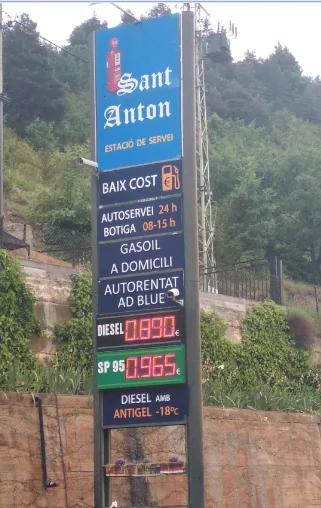 Sant
Anton
ESTACIÓ DE SERVEI
BAIX COST
AUTOSERVEI 24 h
BOTIGA 08-15 h
GASOIL
A DOMICILI
AUTORENTAT
AD BLUE
DIESEL 0.890 €
SP 95 0.965 €
DIESEL AMB
ANTIGEL -18ºC